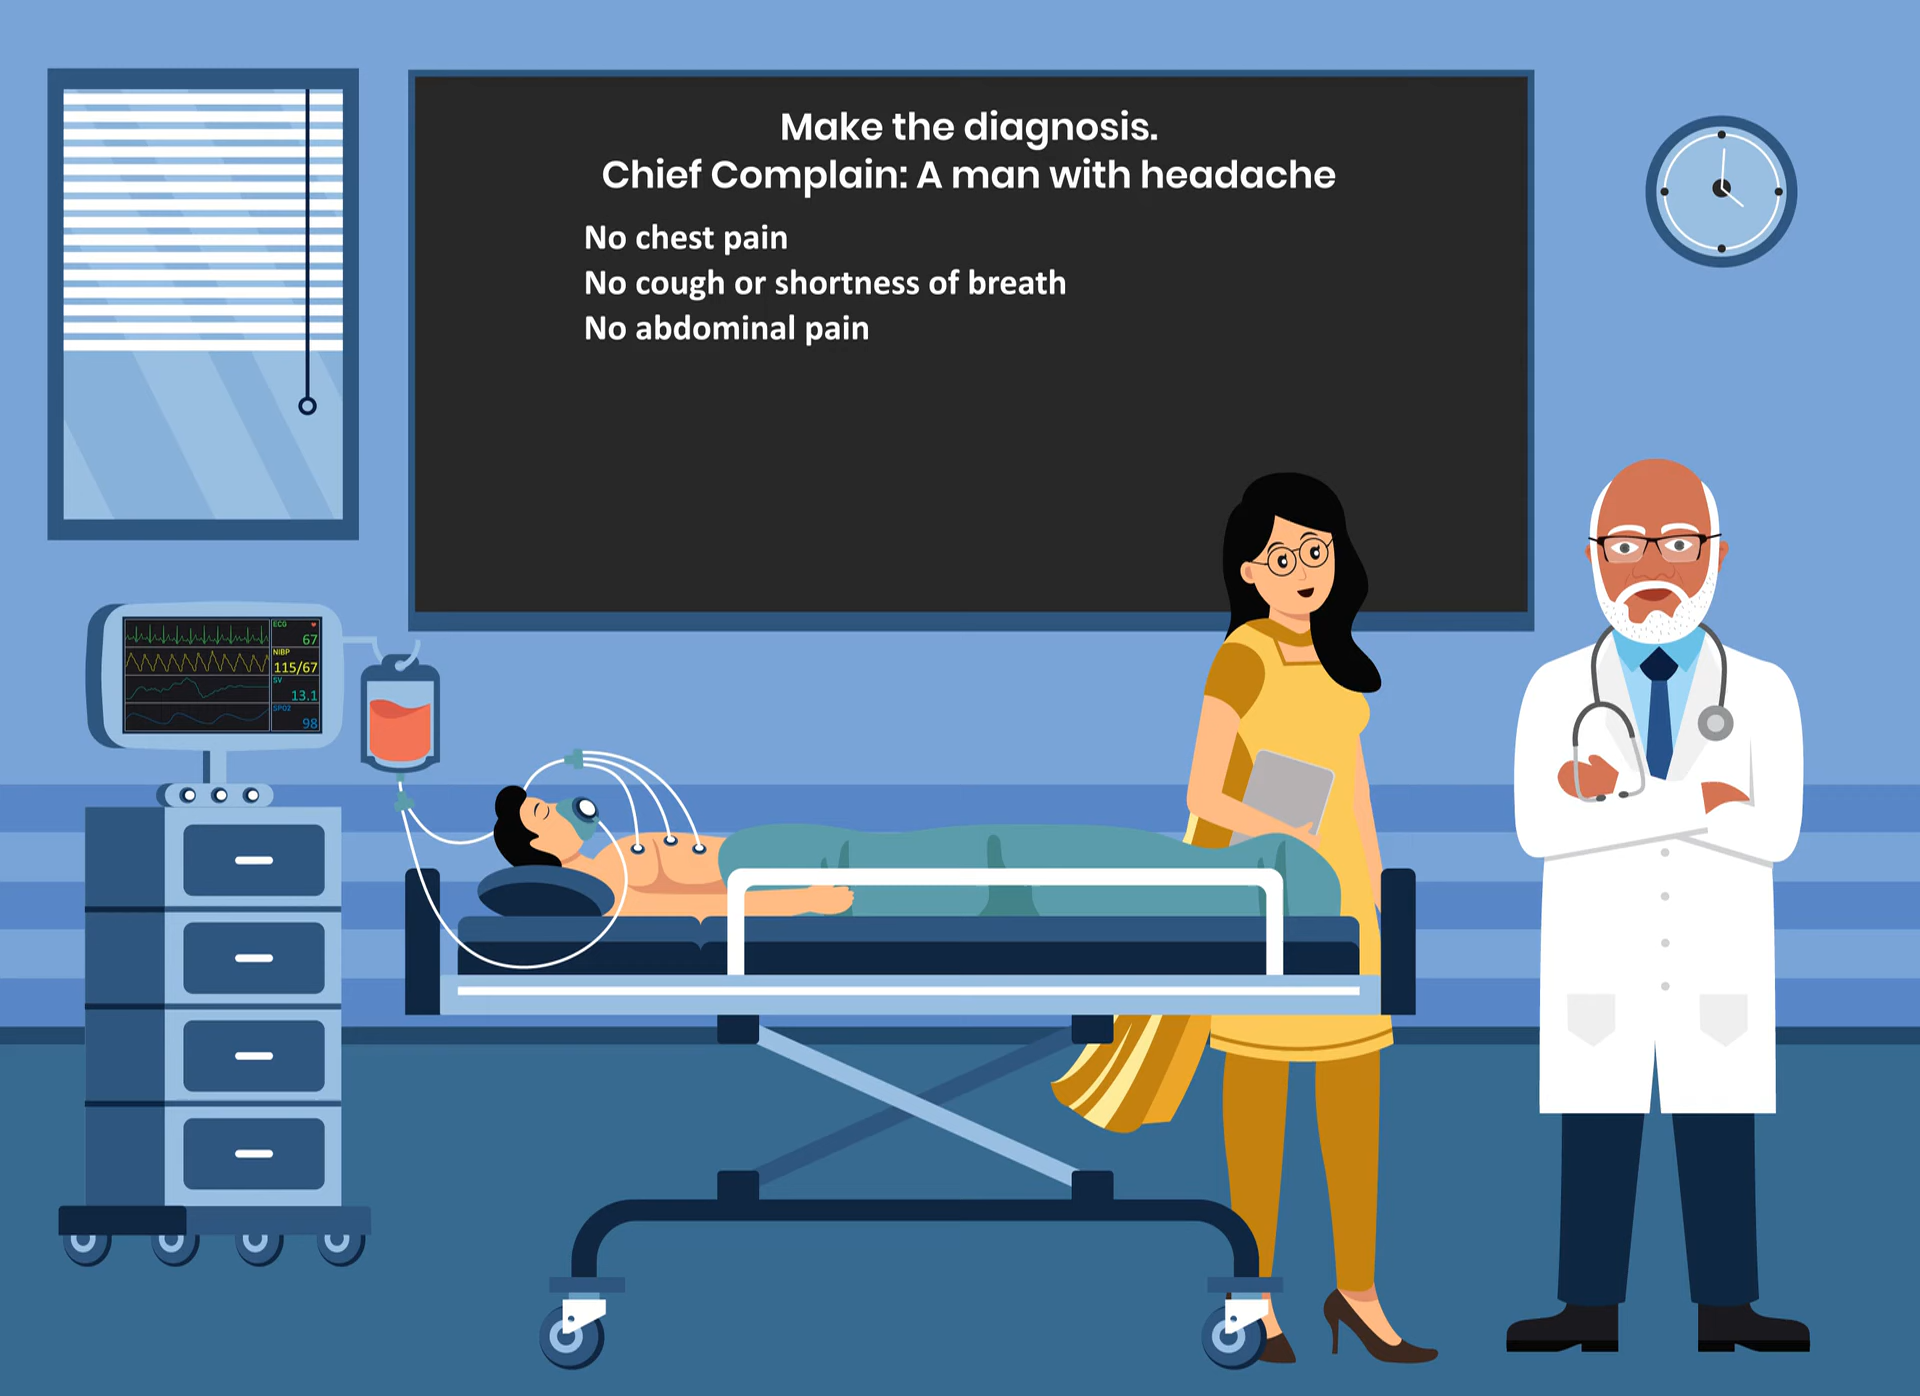 Make the diagnosis.
Chief Complain: A man with headache
No chest pain
No cough or shortness of breath
No abdominal pain
ECG
67
NIBP
115/67
SV
13.1
SPO2
98